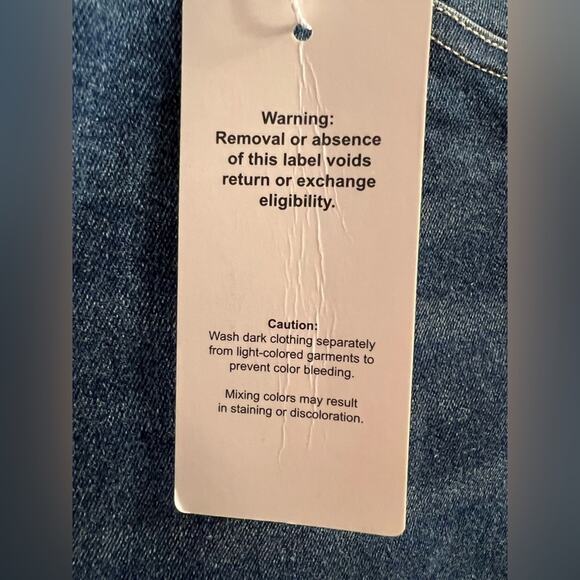 Warning:
Removal or absence
of this label voids
return or exchange
eligibility.
Caution:
Wash dark clothing separately
from light-colored garments to
prevent color bleeding.
Mixing colors may result
in staining or discoloration.